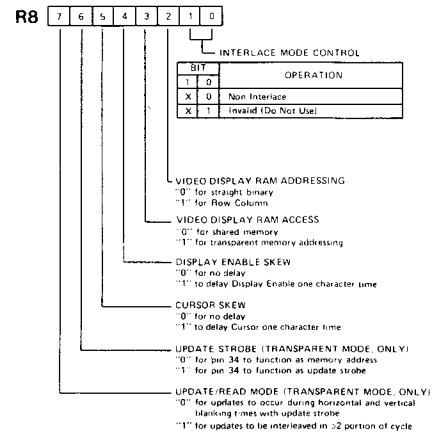 R8 7 6 5 4 3 2 1 0
INTERLACE MODE CONTROL
BIT OPERATION
1 0
X 0 Non Interlace
X 1 Invalid (Do Not Use)
VIDEO DISPLAY RAM ADDRESSING
"0" for straight binary
"1" for Row Column
VIDEO DISPLAY RAM ACCESS
"0" for shared memory
"1" for transparent memory addressing
DISPLAY ENABLE SKEW
"0" for no delay
"1" to delay Display Enable one character time
CURSOR SKEW
"0" for no delay
"1" to delay Cursor one character time
UPDATE STROBE (TRANSPARENT MODE, ONLY)
"0" for pin 34 to function as memory address
"1" for pin 34 to function as update strobe
UPDATE/READ MODE (TRANSPARENT MODE, ONLY)
"0" for updates to occur during horizontal and vertical
blanking times with update strobe
"1" for updates to be interleaved in ø2 portion of cycle